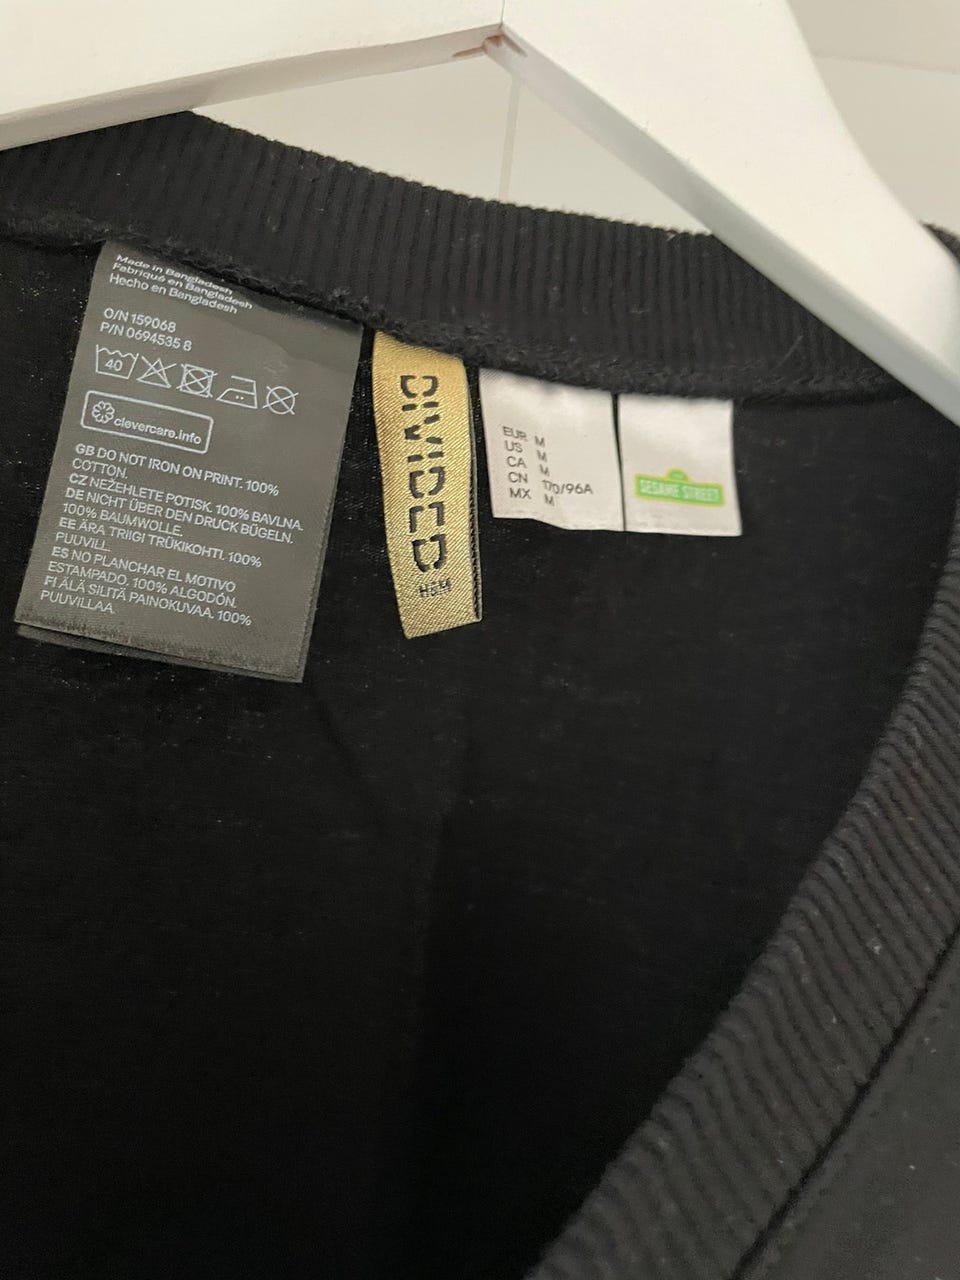 Made in Bangladesh
Fabriqué en Bangladesh
Hecho en Bangladesh
O/N 159068
P/N 0694535 8
40
clevercare.info
GB DO NOT IRON ON PRINT. 100%
COTTON.
CZ NEŽEHLETE POTISK. 100% BAVLNA.
DE NICHT ÜBER DEN DRUCK BÜGELN.
100% BAUMWOLLE.
EE ÄRA TRIIGI TRÜKIKOHTI. 100%
PUUVILL.
ES NO PLANCHAR EL MOTIVO
ESTAMPADO. 100% ALGODÓN.
FI ÄLÄ SILITÄ PAINOKUVAA. 100%
PUUVILLAA.
DIVIDED
H&M
EUR M
US M
CA M
CN 170/96A
MX M
SESAME STREET